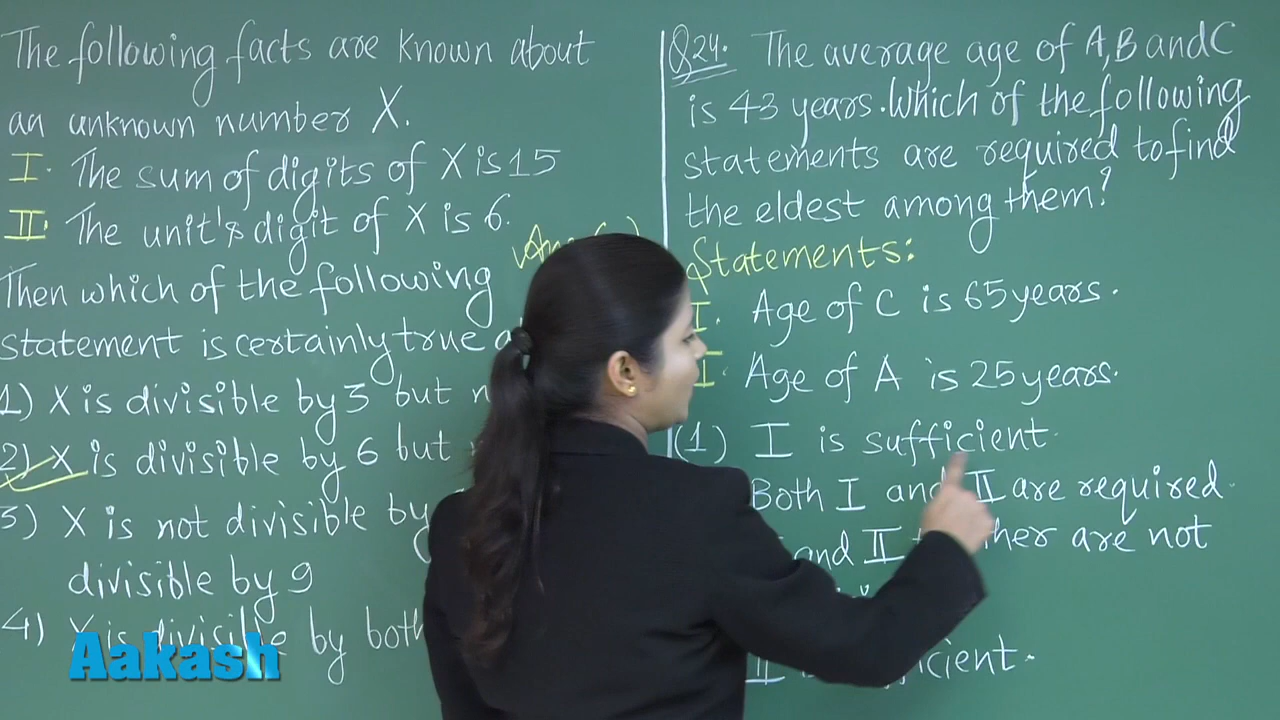 The following facts are known about
an unknown number X.
I. The sum of digits of X is 15
II. The unit's digit of X is 6.
Then which of the following
statement is certainly true
1) X is divisible by 3 but
2) X is divisible by 6 but
3) X is not divisible by
divisible by 9
4) X is divisible by both
Aakash
Q24. The average age of A, B and C
is 43 years. Which of the following
statements are required to find
the eldest among them?
Statements:
I. Age of C is 65 years.
I. Age of A is 25 years.
(1) I is sufficient.
Both I and II are required.
and II are not
II